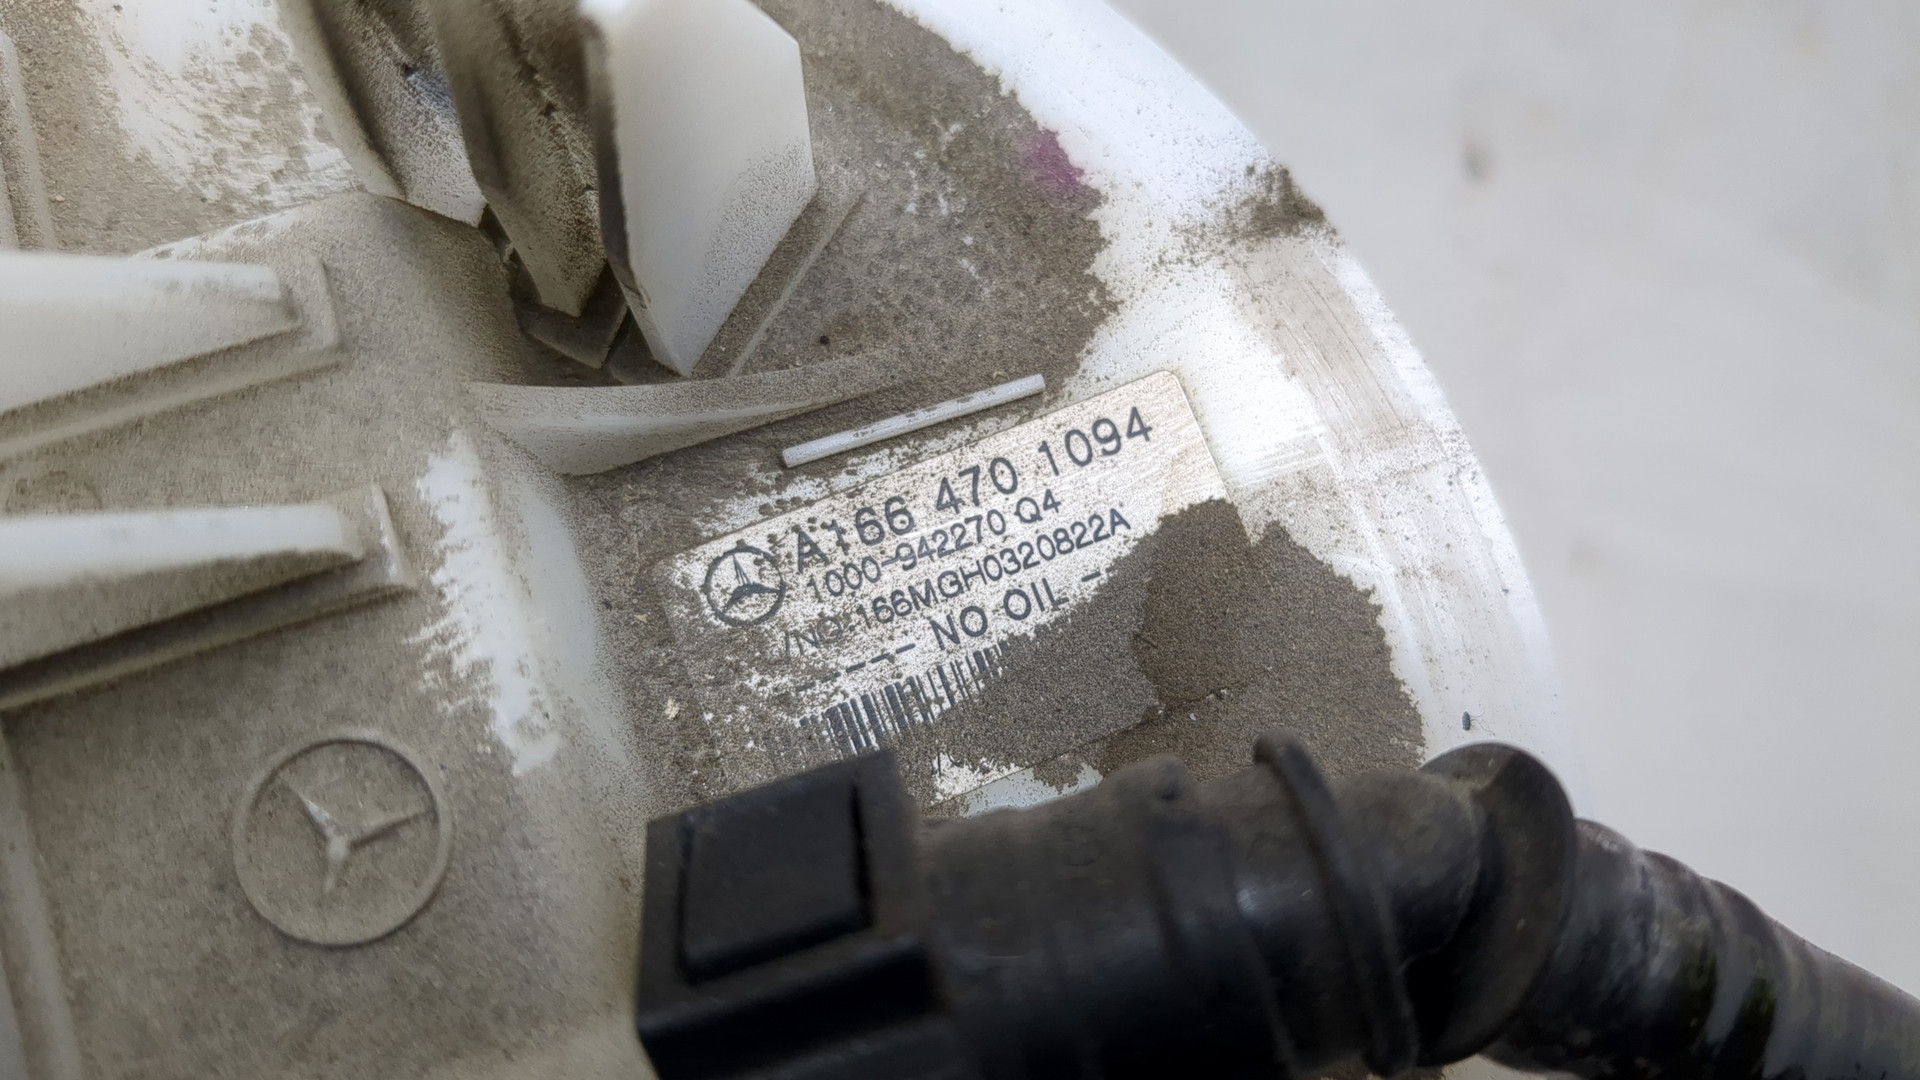 A166 470 1094
1000-942270 Q4
/NO.166MGH0320822A
--- NO OIL --